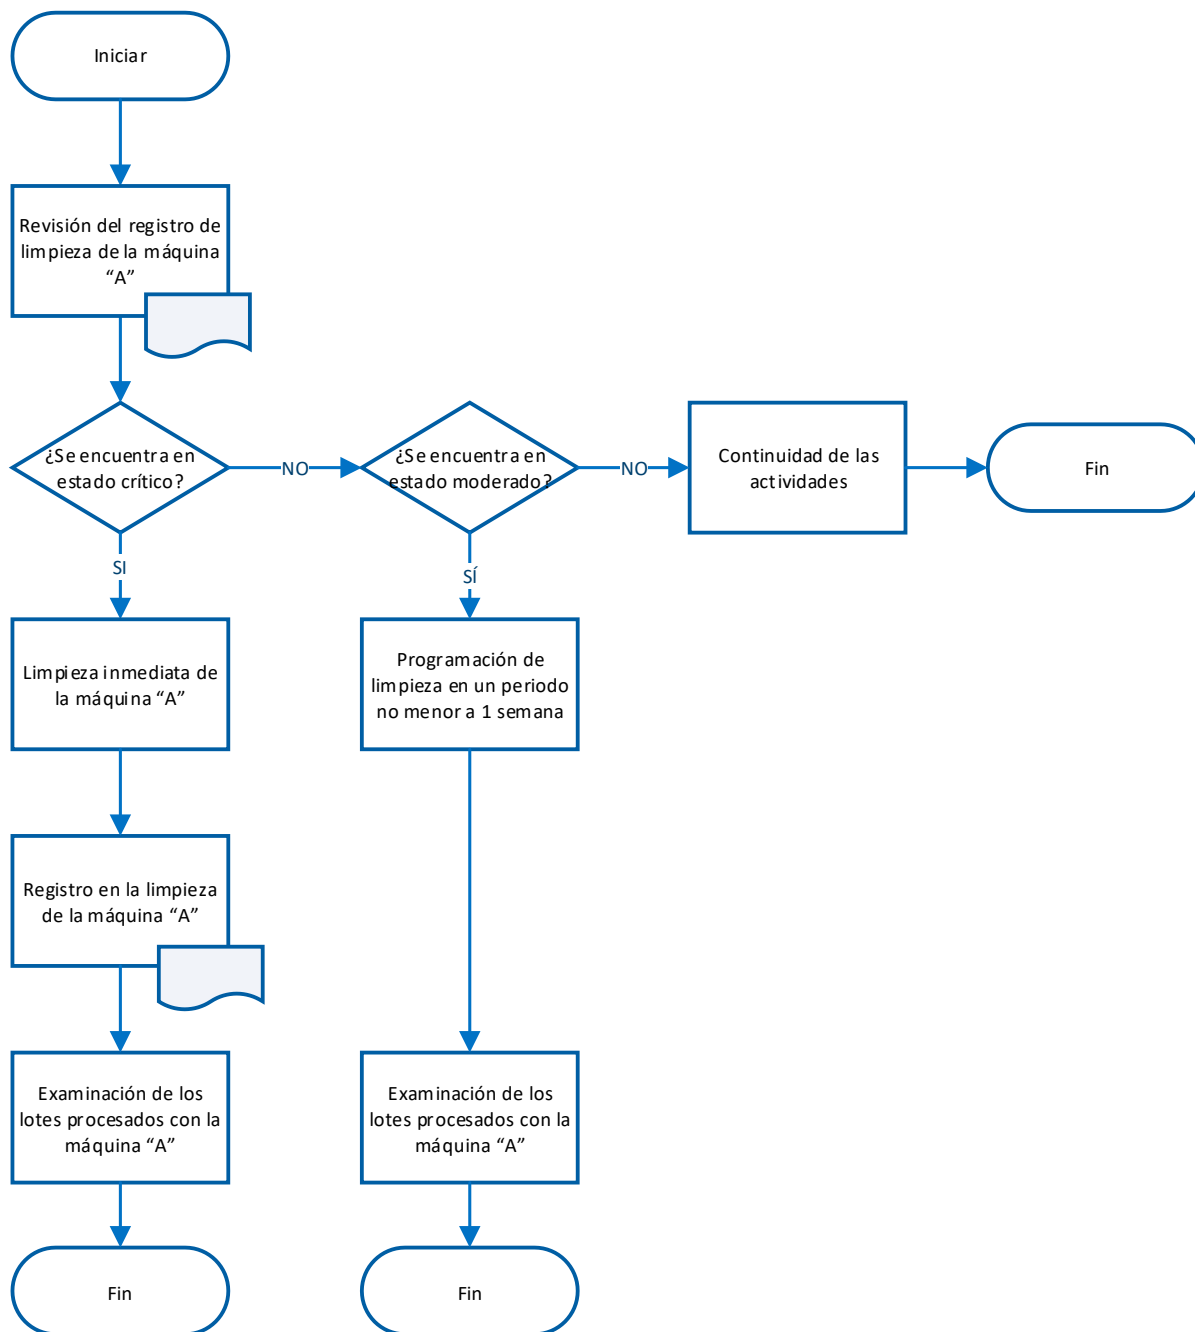 Iniciar
Revisión del registro de
limpieza de la máquina
“A”
¿Se encuentra en
estado crítico?
NO
¿Se encuentra en
estado moderado?
NO
Continuidad de las
actividades
Fin
SI
SÍ
Limpieza inmediata de
la máquina “A”
Programación de
limpieza en un periodo
no menor a 1 semana
Registro en la limpieza
de la máquina “A”
Examinación de los
lotes procesados con la
máquina “A”
Examinación de los
lotes procesados con la
máquina “A”
Fin
Fin